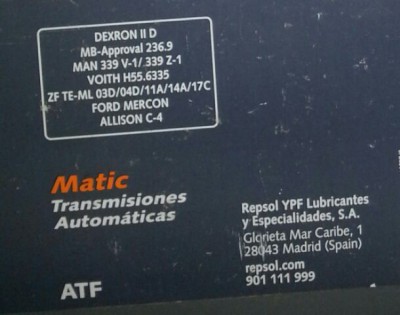 DEXRON II D
MB-Approval 236.9
MAN 339 V-1/ 339 Z-1
VOITH H55.6335
ZF TE-ML 03D/04D/11A/14A/17C
FORD MERCON
ALLISON C-4
Matic
Transmisiones
Automáticas
Repsol YPF Lubricantes
y Especialidades, S.A.
Glorieta Mar Caribe, 1
28043 Madrid (Spain)
repsol.com
901 111 999
ATF